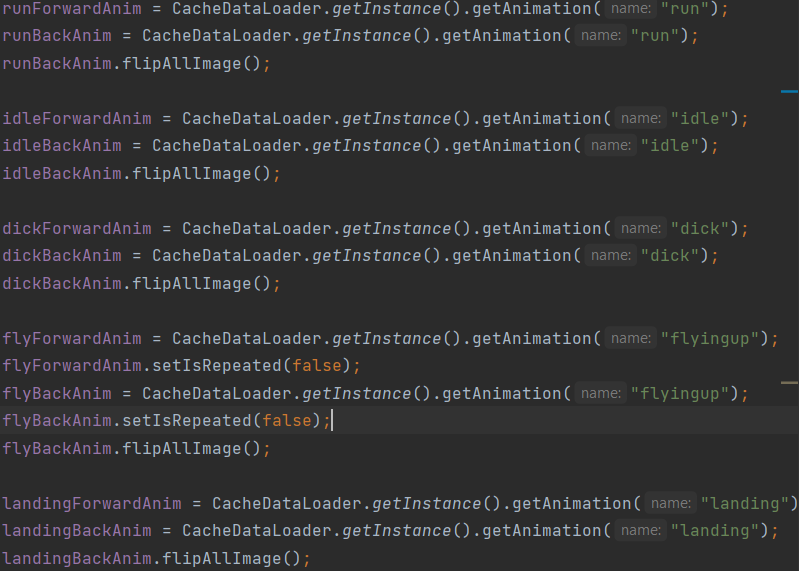 runForwardAnim = CacheDataLoader.getInstance().getAnimation( name: "run");
runBackAnim = CacheDataLoader.getInstance().getAnimation( name: "run");
runBackAnim.flipAllImage();
idleForwardAnim = CacheDataLoader.getInstance().getAnimation( name: "idle");
idleBackAnim = CacheDataLoader.getInstance().getAnimation( name: "idle");
idleBackAnim.flipAllImage();
dickForwardAnim = CacheDataLoader.getInstance().getAnimation( name: "dick");
dickBackAnim = CacheDataLoader.getInstance().getAnimation( name: "dick");
dickBackAnim.flipAllImage();
flyForwardAnim = CacheDataLoader.getInstance().getAnimation( name: "flyingup");
flyForwardAnim.setIsRepeated(false);
flyBackAnim = CacheDataLoader.getInstance().getAnimation( name: "flyingup");
flyBackAnim.setIsRepeated(false);
flyBackAnim.flipAllImage();
landingForwardAnim = CacheDataLoader.getInstance().getAnimation( name: "landing")
landingBackAnim = CacheDataLoader.getInstance().getAnimation( name: "landing");
landingBackAnim.flipAllImage();